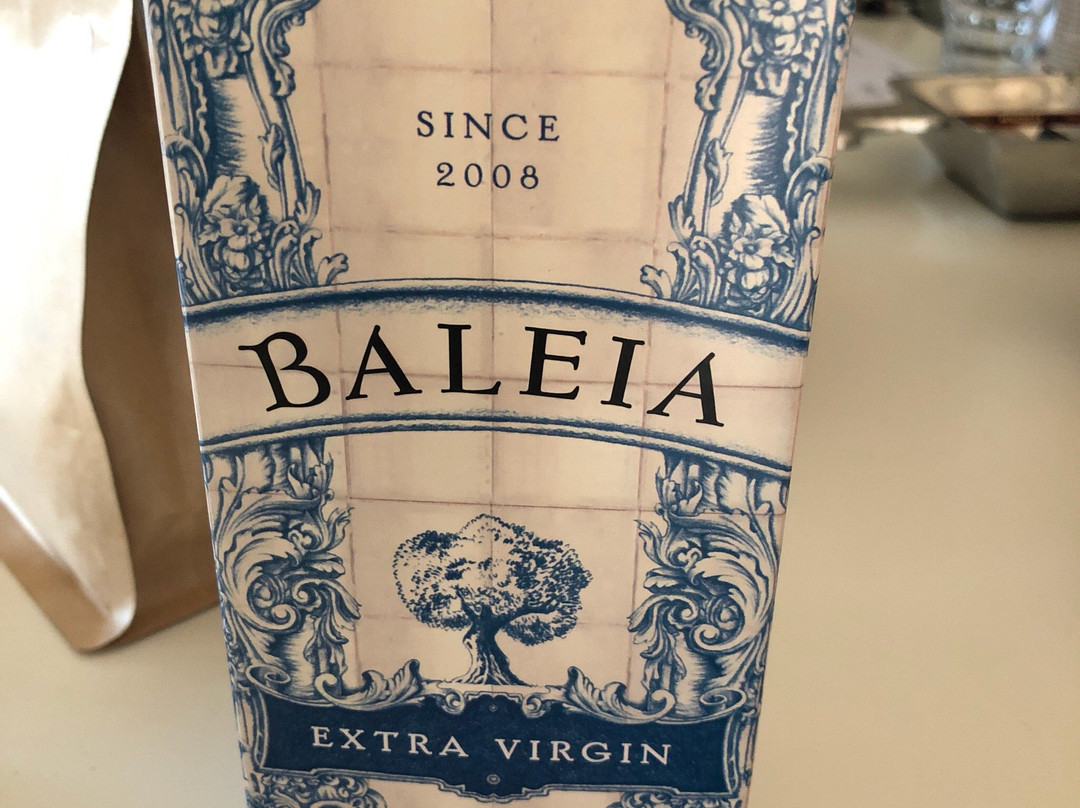 SINCE
2008
BALEIA
EXTRA VIRGIN